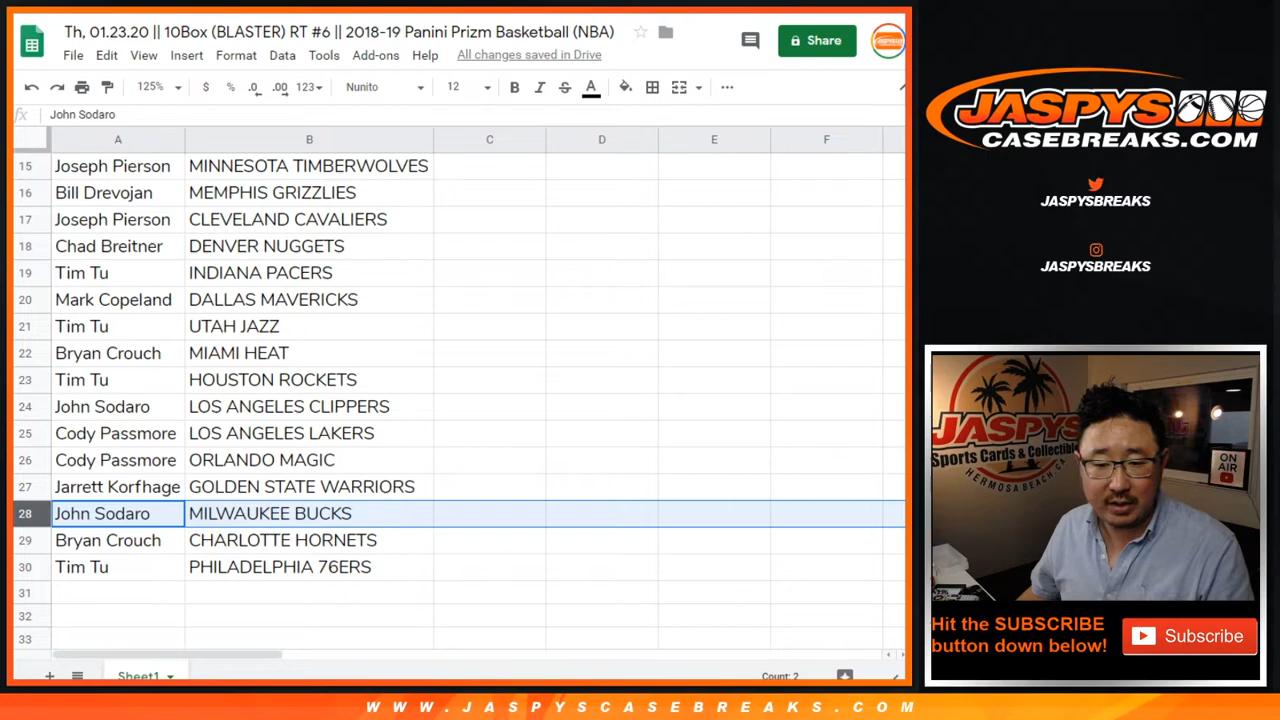 Th, 01.23.20 || 10Box (BLASTER) RT #6 || 2018-19 Panini Prizm Basketball (NBA)
File Edit View Insert Format Data Tools Add-ons Help All changes saved in Drive
Share
125% $ % .0 .00 123 Nunito 12 B I S A
fx John Sodaro
A B C D E F
15 Joseph Pierson MINNESOTA TIMBERWOLVES
16 Bill Drevojan MEMPHIS GRIZZLIES
17 Joseph Pierson CLEVELAND CAVALIERS
18 Chad Breitner DENVER NUGGETS
19 Tim Tu INDIANA PACERS
20 Mark Copeland DALLAS MAVERICKS
21 Tim Tu UTAH JAZZ
22 Bryan Crouch MIAMI HEAT
23 Tim Tu HOUSTON ROCKETS
24 John Sodaro LOS ANGELES CLIPPERS
25 Cody Passmore LOS ANGELES LAKERS
26 Cody Passmore ORLANDO MAGIC
27 Jarrett Korfhage GOLDEN STATE WARRIORS
28 John Sodaro MILWAUKEE BUCKS
29 Bryan Crouch CHARLOTTE HORNETS
30 Tim Tu PHILADELPHIA 76ERS
31
32
33
Sheet1 Count: 2
JASPYS
CASEBREAKS.COM
JASPYSBREAKS
JASPYSBREAKS
JASPYS
Sports Cards & Collectibles
HERMOSA BEACH, CA
ON
AIR
Hit the SUBSCRIBE
button down below!
Subscribe
WWW.JASPYSCASEBREAKS.COM